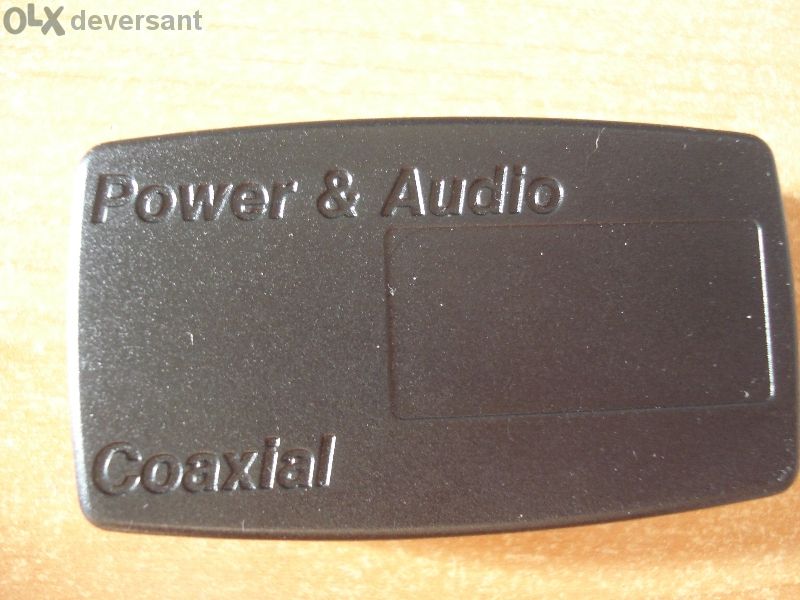 OLX deversant
Power & Audio
Coaxial